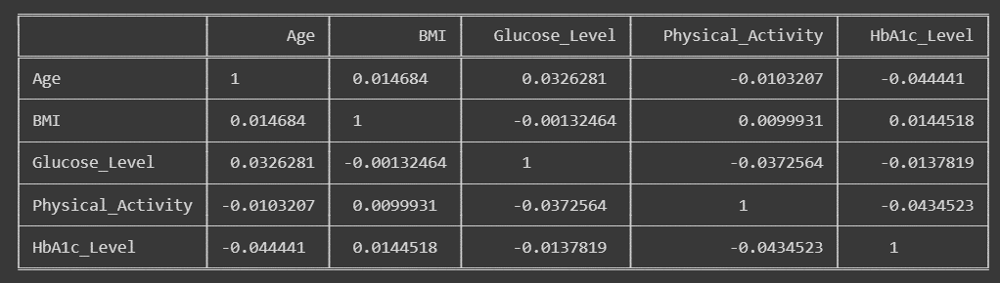 Age BMI Glucose_Level Physical_Activity HbA1c_Level
Age 1 0.014684 0.0326281 -0.0103207 -0.044441
BMI 0.014684 1 -0.00132464 0.0099931 0.0144518
Glucose_Level 0.0326281 -0.00132464 1 -0.0372564 -0.0137819
Physical_Activity -0.0103207 0.0099931 -0.0372564 1 -0.0434523
HbA1c_Level -0.044441 0.0144518 -0.0137819 -0.0434523 1